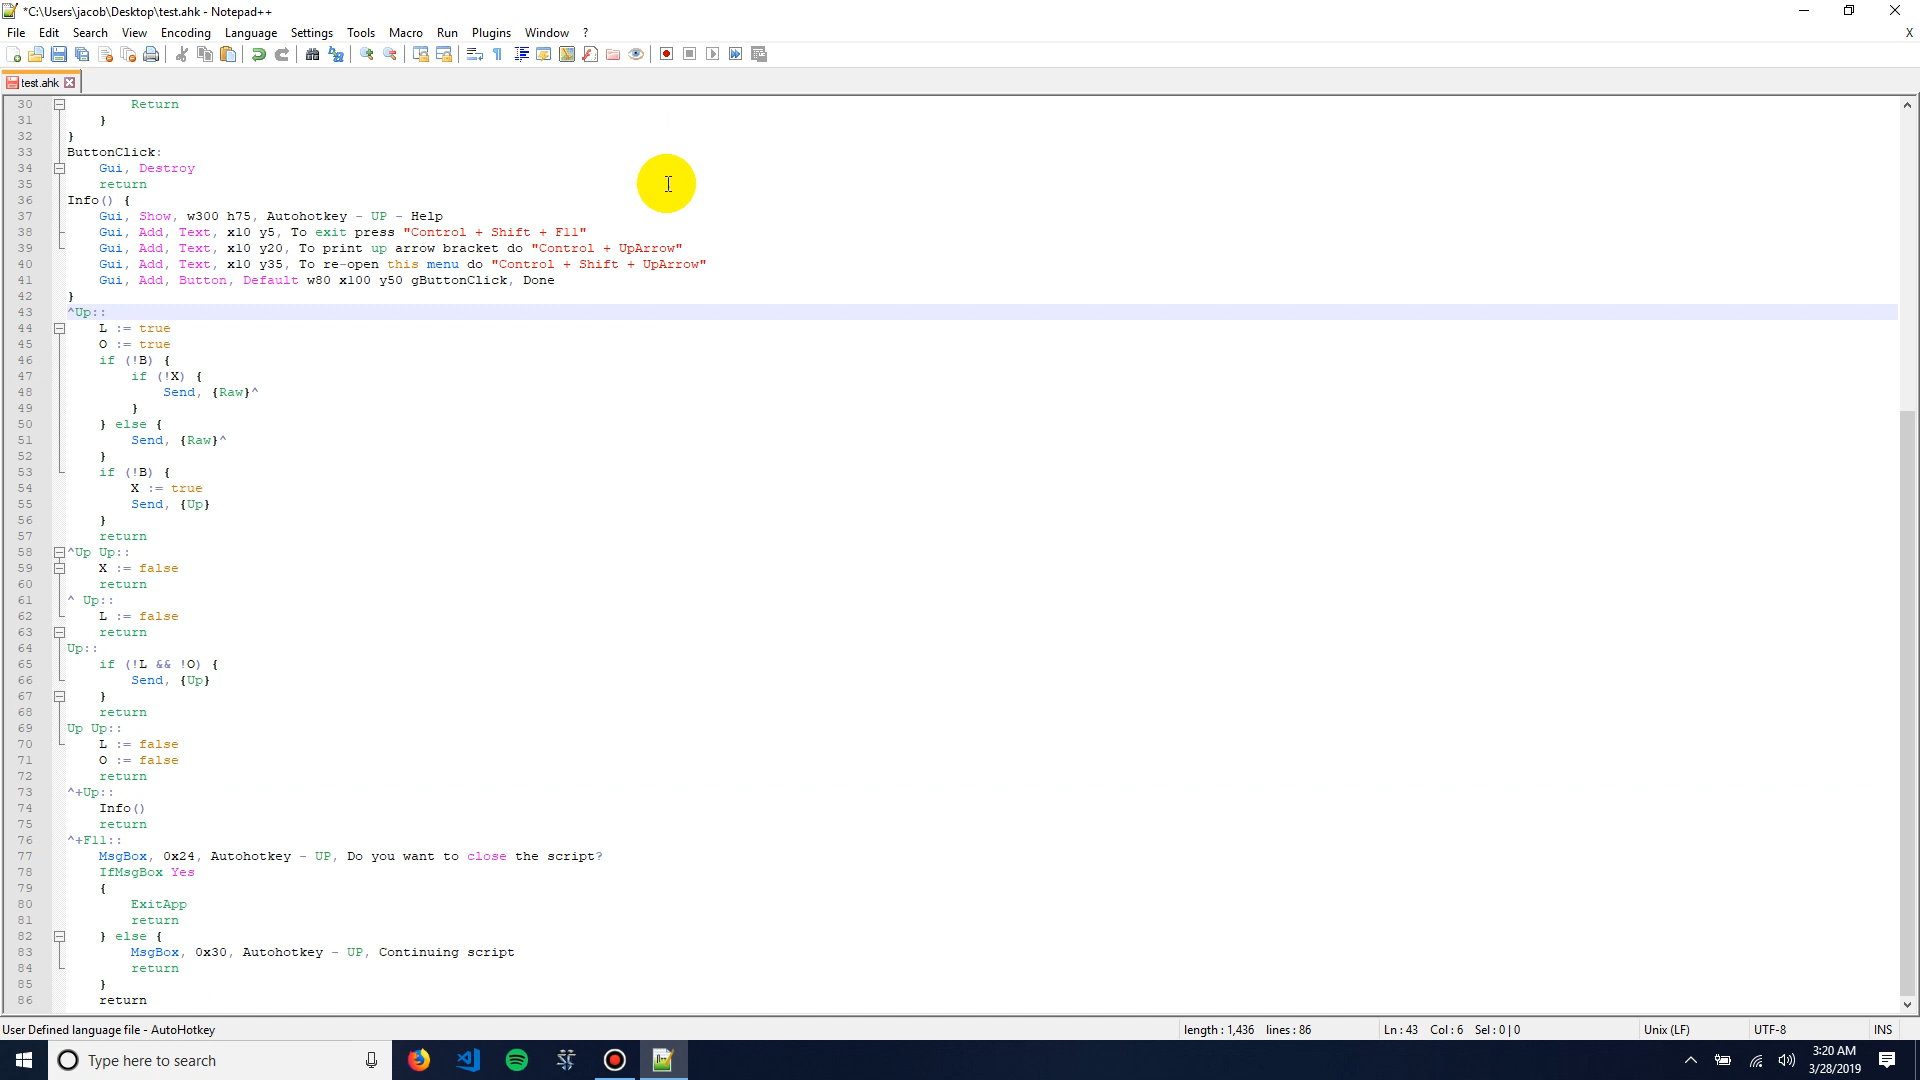 *C:\Users\jacob\Desktop\test.ahk - Notepad++
File Edit Search View Encoding Language Settings Tools Macro Run Plugins Window ? X
test.ahk
30 Return
31 }
32 }
33 ButtonClick:
34 Gui, Destroy
35 return
36 Info() {
37 Gui, Show, w300 h75, Autohotkey - UP - Help
38 Gui, Add, Text, x10 y5, To exit press "Control + Shift + F11"
39 Gui, Add, Text, x10 y20, To print up arrow bracket do "Control + UpArrow"
40 Gui, Add, Text, x10 y35, To re-open this menu do "Control + Shift + UpArrow"
41 Gui, Add, Button, Default w80 x100 y50 gButtonClick, Done
42 }
43 ^Up::
44 L := true
45 O := true
46 if (!B) {
47 if (!X) {
48 Send, {Raw}^
49 }
50 } else {
51 Send, {Raw}^
52 }
53 if (!B) {
54 X := true
55 Send, {Up}
56 }
57 return
58 ^Up Up::
59 X := false
60 return
61 ^ Up::
62 L := false
63 return
64 Up::
65 if (!L && !O) {
66 Send, {Up}
67 }
68 return
69 Up Up::
70 L := false
71 O := false
72 return
73 ^+Up::
74 Info()
75 return
76 ^+F11::
77 MsgBox, 0x24, Autohotkey - UP, Do you want to close the script?
78 IfMsgBox Yes
79 {
80 ExitApp
81 return
82 } else {
83 MsgBox, 0x30, Autohotkey - UP, Continuing script
84 return
85 }
86 return
User Defined language file - AutoHotkey length : 1,436 lines : 86 Ln : 43 Col : 6 Sel : 0 | 0 Unix (LF) UTF-8 INS
Type here to search
3:20 AM
3/28/2019